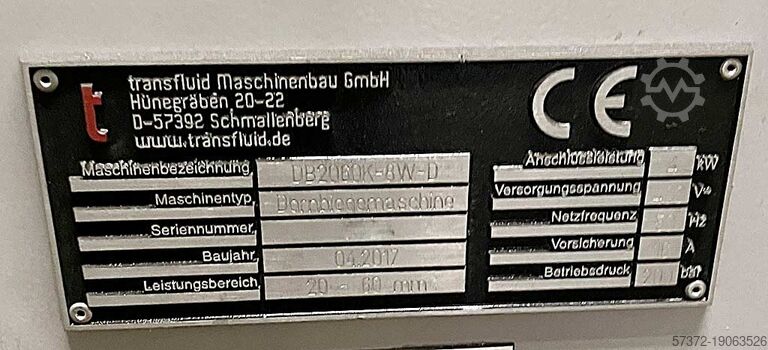 transfluid Maschinenbau GmbH
Hünegräben 20-22
D-57392 Schmallenberg
www.transfluid.de
t
CE
Maschinenbezeichnung DB2060K-6W-D
Maschinentyp Dornbiegemaschine
Seriennummer
Baujahr 04.2017
Leistungsbereich 20 - 60 mm
Anschlussleistung kW
Versorgungsspannung V~
Netzfrequenz Hz
Vorsicherung A
Betriebsdruck bar
57372-19063526